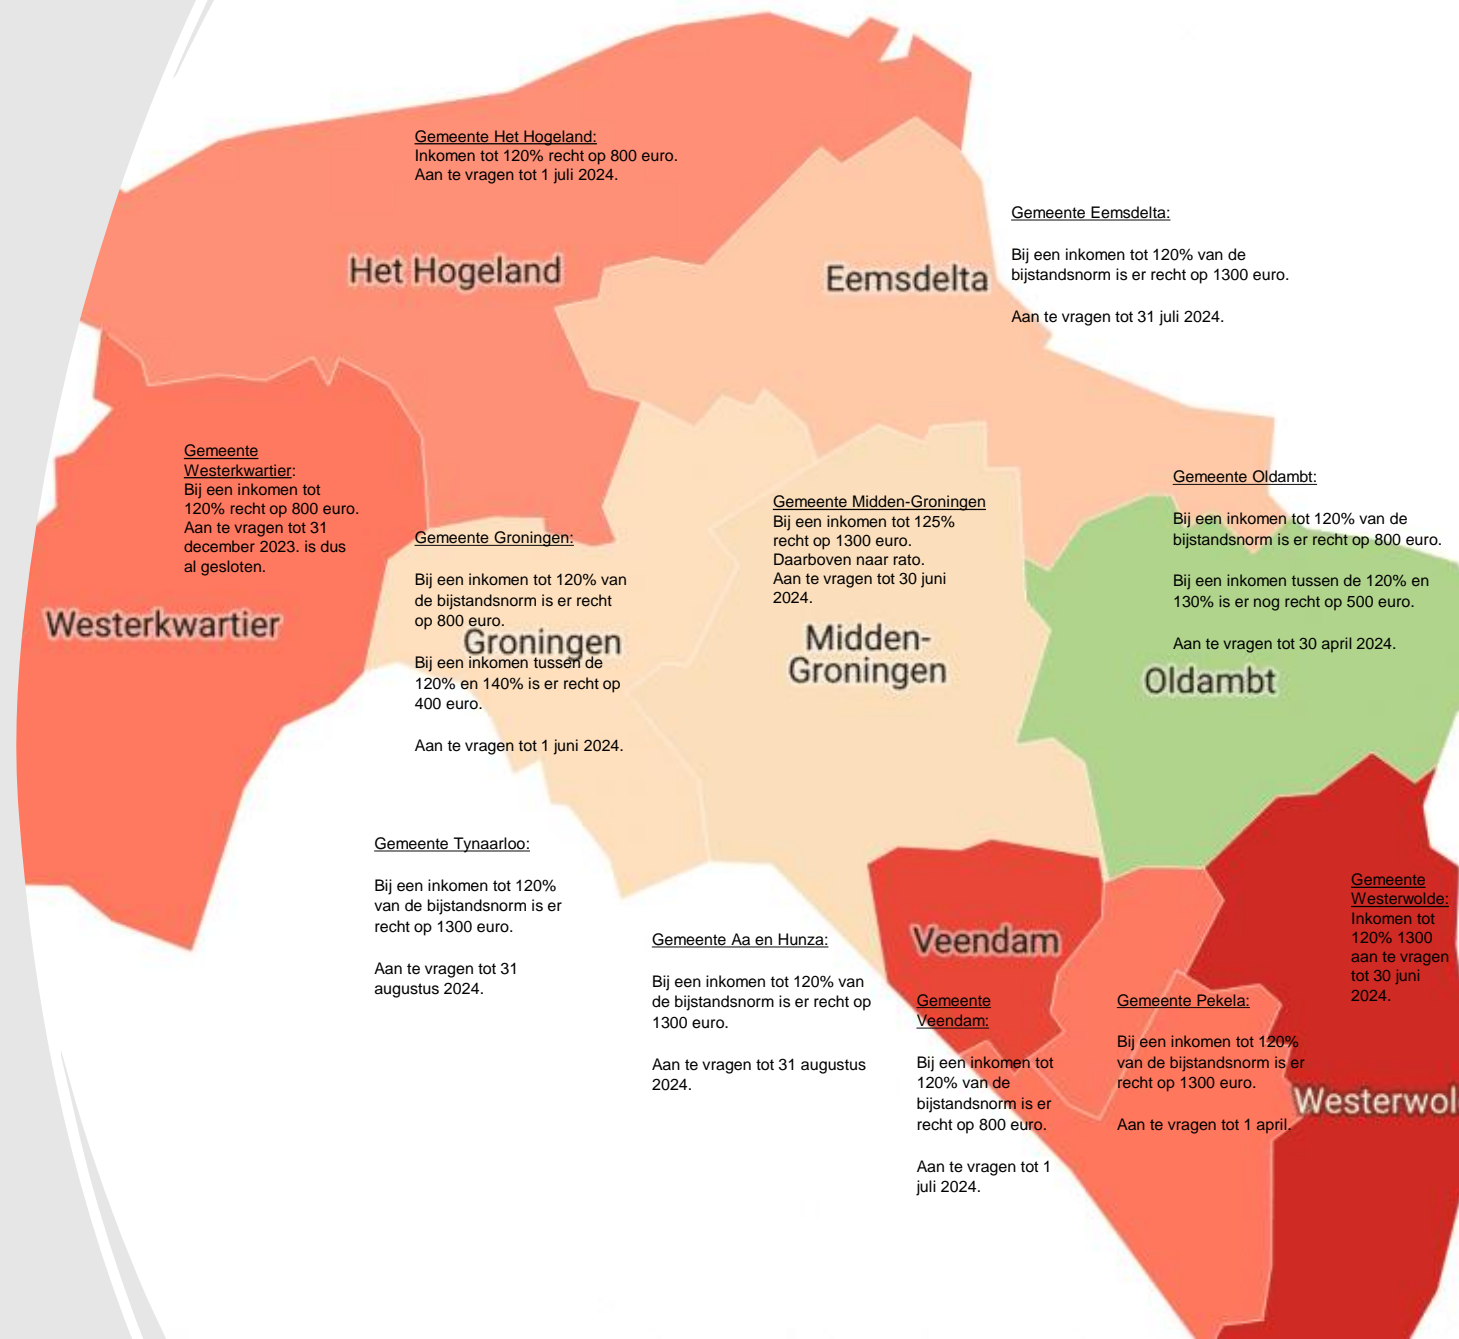 Gemeente Het Hogeland:
Inkomen tot 120% recht op 800 euro.
Aan te vragen tot 1 juli 2024.
Het Hogeland
Gemeente Eemsdelta:
Bij een inkomen tot 120% van de
bijstandsnorm is er recht op 1300 euro.
Aan te vragen tot 31 juli 2024.
Eemsdelta
Gemeente
Westerkwartier:
Bij een inkomen tot
120% recht op 800 euro.
Aan te vragen tot 31
december 2023. is dus
al gesloten.
Westerkwartier
Gemeente Groningen:
Bij een inkomen tot 120% van
de bijstandsnorm is er recht
op 800 euro.
Groningen
Bij een inkomen tussen de
120% en 140% is er recht op
400 euro.
Aan te vragen tot 1 juni 2024.
Gemeente Midden-Groningen
Bij een inkomen tot 125%
recht op 1300 euro.
Daarboven naar rato.
Aan te vragen tot 30 juni
2024.
Midden-
Groningen
Gemeente Oldambt:
Bij een inkomen tot 120% van de
bijstandsnorm is er recht op 800 euro.
Bij een inkomen tussen de 120% en
130% is er nog recht op 500 euro.
Aan te vragen tot 30 april 2024.
Oldambt
Gemeente Tynaarloo:
Bij een inkomen tot 120%
van de bijstandsnorm is er
recht op 1300 euro.
Aan te vragen tot 31
augustus 2024.
Gemeente Aa en Hunza:
Bij een inkomen tot 120% van
de bijstandsnorm is er recht op
1300 euro.
Aan te vragen tot 31 augustus
2024.
Veendam
Gemeente
Veendam:
Bij een inkomen tot
120% van de
bijstandsnorm is er
recht op 800 euro.
Aan te vragen tot 1
juli 2024.
Gemeente Pekela:
Bij een inkomen tot 120%
van de bijstandsnorm is er
recht op 1300 euro.
Aan te vragen tot 1 april.
Gemeente
Westerwolde:
Inkomen tot
120% 1300
aan te vragen
tot 30 juni
2024.
Westerwol